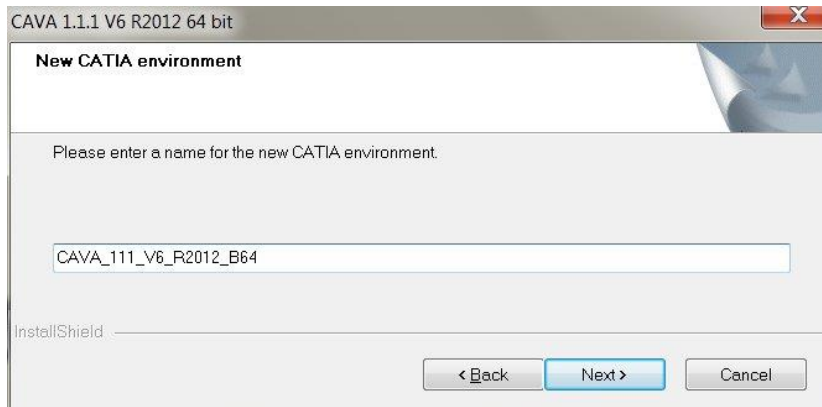 CAVA 1.1.1 V6 R2012 64 bit
New CATIA environment
Please enter a name for the new CATIA environment.
CAVA_111_V6_R2012_B64
InstallShield
< Back Next > Cancel